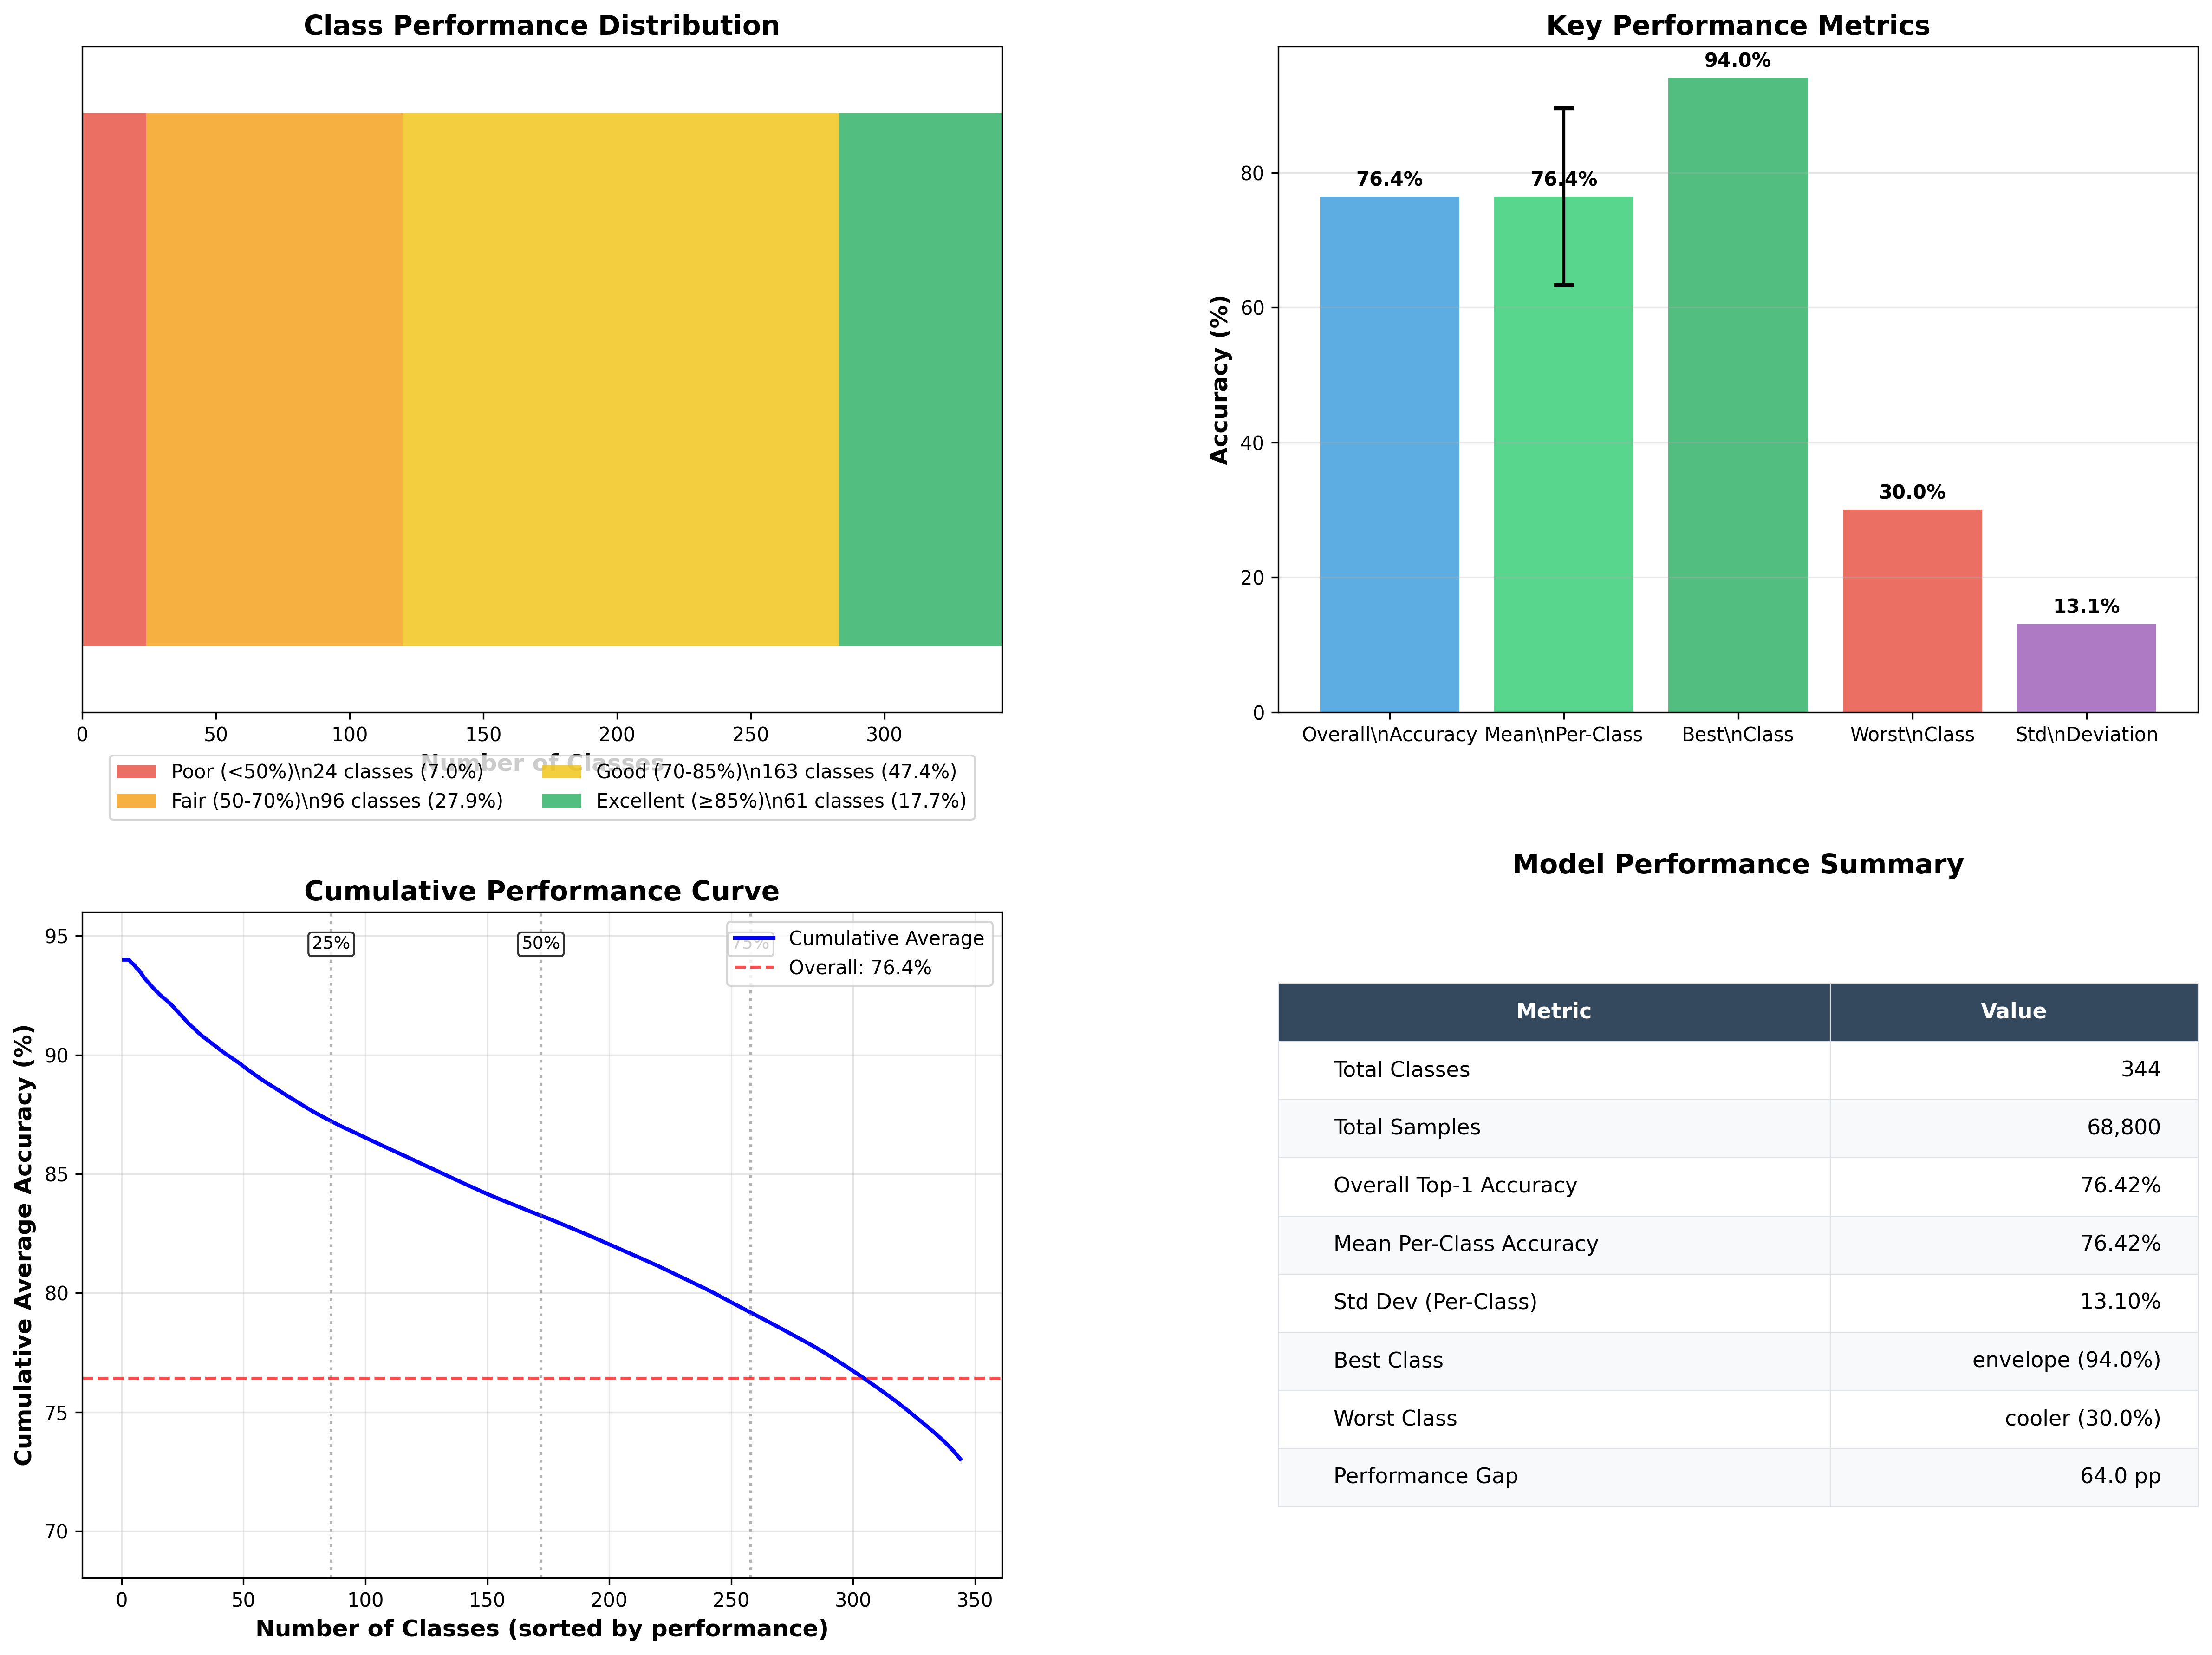 Class Performance Distribution
0 50 100 150 200 250 300
Number of Classes
Poor (<50%)\n24 classes (7.0%)
Fair (50-70%)\n96 classes (27.9%)
Good (70-85%)\n163 classes (47.4%)
Excellent (≥85%)\n61 classes (17.7%)
Key Performance Metrics
Accuracy (%)
80
60
40
20
0
76.4%
76.4%
94.0%
30.0%
13.1%
Overall\nAccuracy
Mean\nPer-Class
Best\nClass
Worst\nClass
Std\nDeviation
Cumulative Performance Curve
Cumulative Average Accuracy (%)
95
90
85
80
75
70
25%
50%
75%
Cumulative Average
Overall: 76.4%
0 50 100 150 200 250 300 350
Number of Classes (sorted by performance)
Model Performance Summary
Metric Value
Total Classes 344
Total Samples 68,800
Overall Top-1 Accuracy 76.42%
Mean Per-Class Accuracy 76.42%
Std Dev (Per-Class) 13.10%
Best Class envelope (94.0%)
Worst Class cooler (30.0%)
Performance Gap 64.0 pp